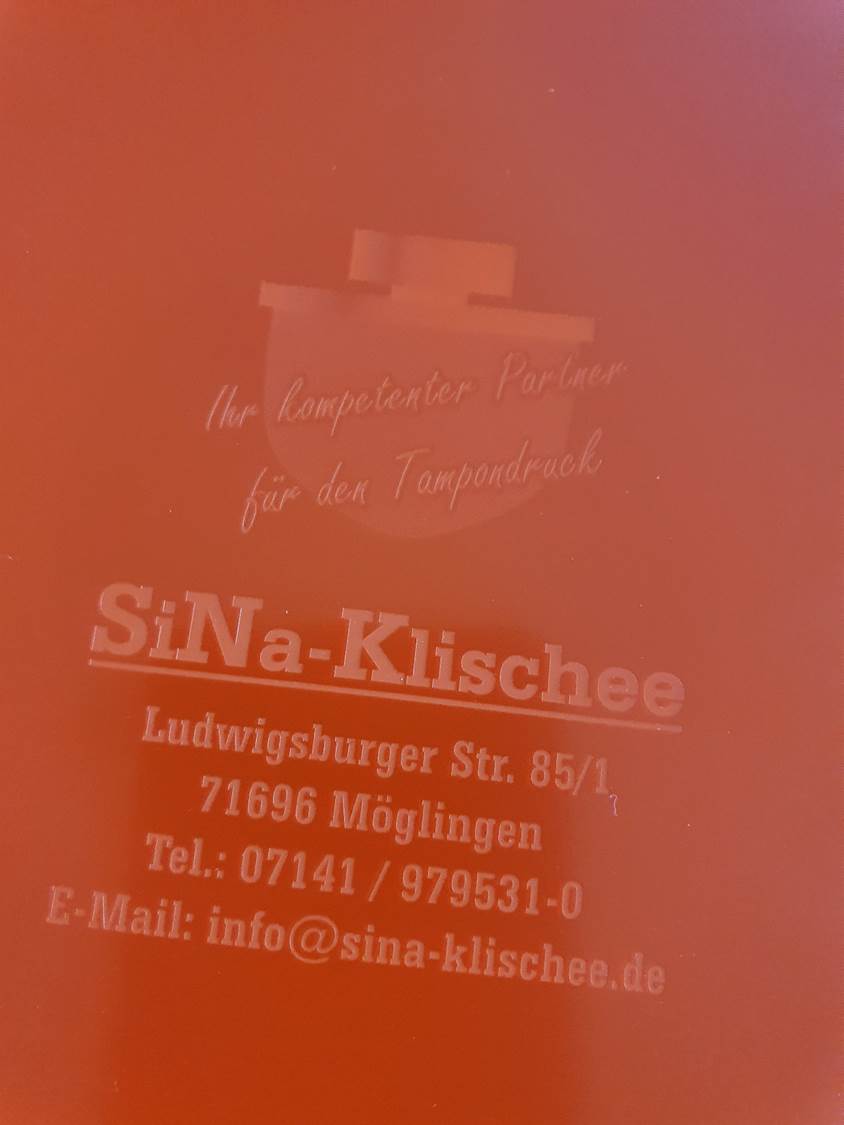 Ihr kompetenter Partner
für den Tampondruck
SiNa-Klischee
Ludwigsburger Str. 85/1
71696 Möglingen
Tel.: 07141 / 979531-0
E-Mail: info@sina-klischee.de